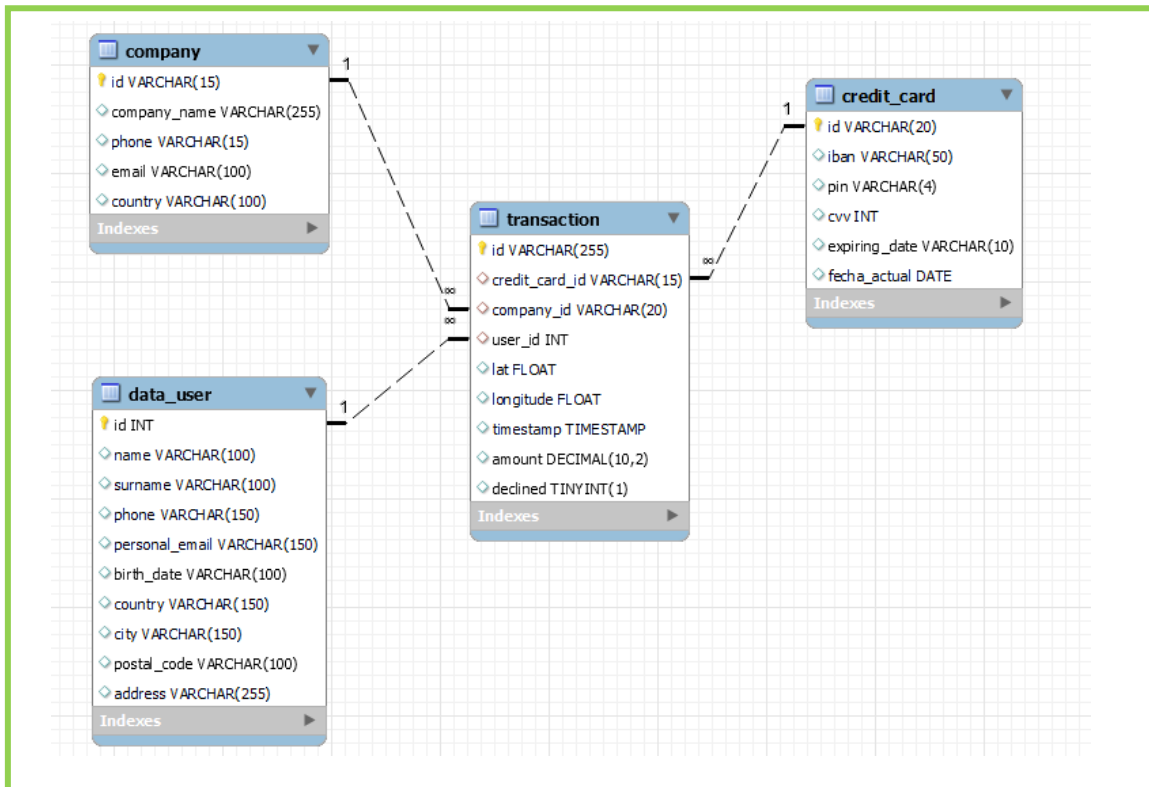 company
id VARCHAR(15)
company_name VARCHAR(255)
phone VARCHAR(15)
email VARCHAR(100)
country VARCHAR(100)
Indexes
1
∞
credit_card
id VARCHAR(20)
iban VARCHAR(50)
pin VARCHAR(4)
cvv INT
expiring_date VARCHAR(10)
fecha_actual DATE
Indexes
1
∞
transaction
id VARCHAR(255)
credit_card_id VARCHAR(15)
company_id VARCHAR(20)
user_id INT
lat FLOAT
longitude FLOAT
timestamp TIMESTAMP
amount DECIMAL(10,2)
declined TINYINT(1)
Indexes
∞
1
data_user
id INT
name VARCHAR(100)
surname VARCHAR(100)
phone VARCHAR(150)
personal_email VARCHAR(150)
birth_date VARCHAR(100)
country VARCHAR(150)
city VARCHAR(150)
postal_code VARCHAR(100)
address VARCHAR(255)
Indexes